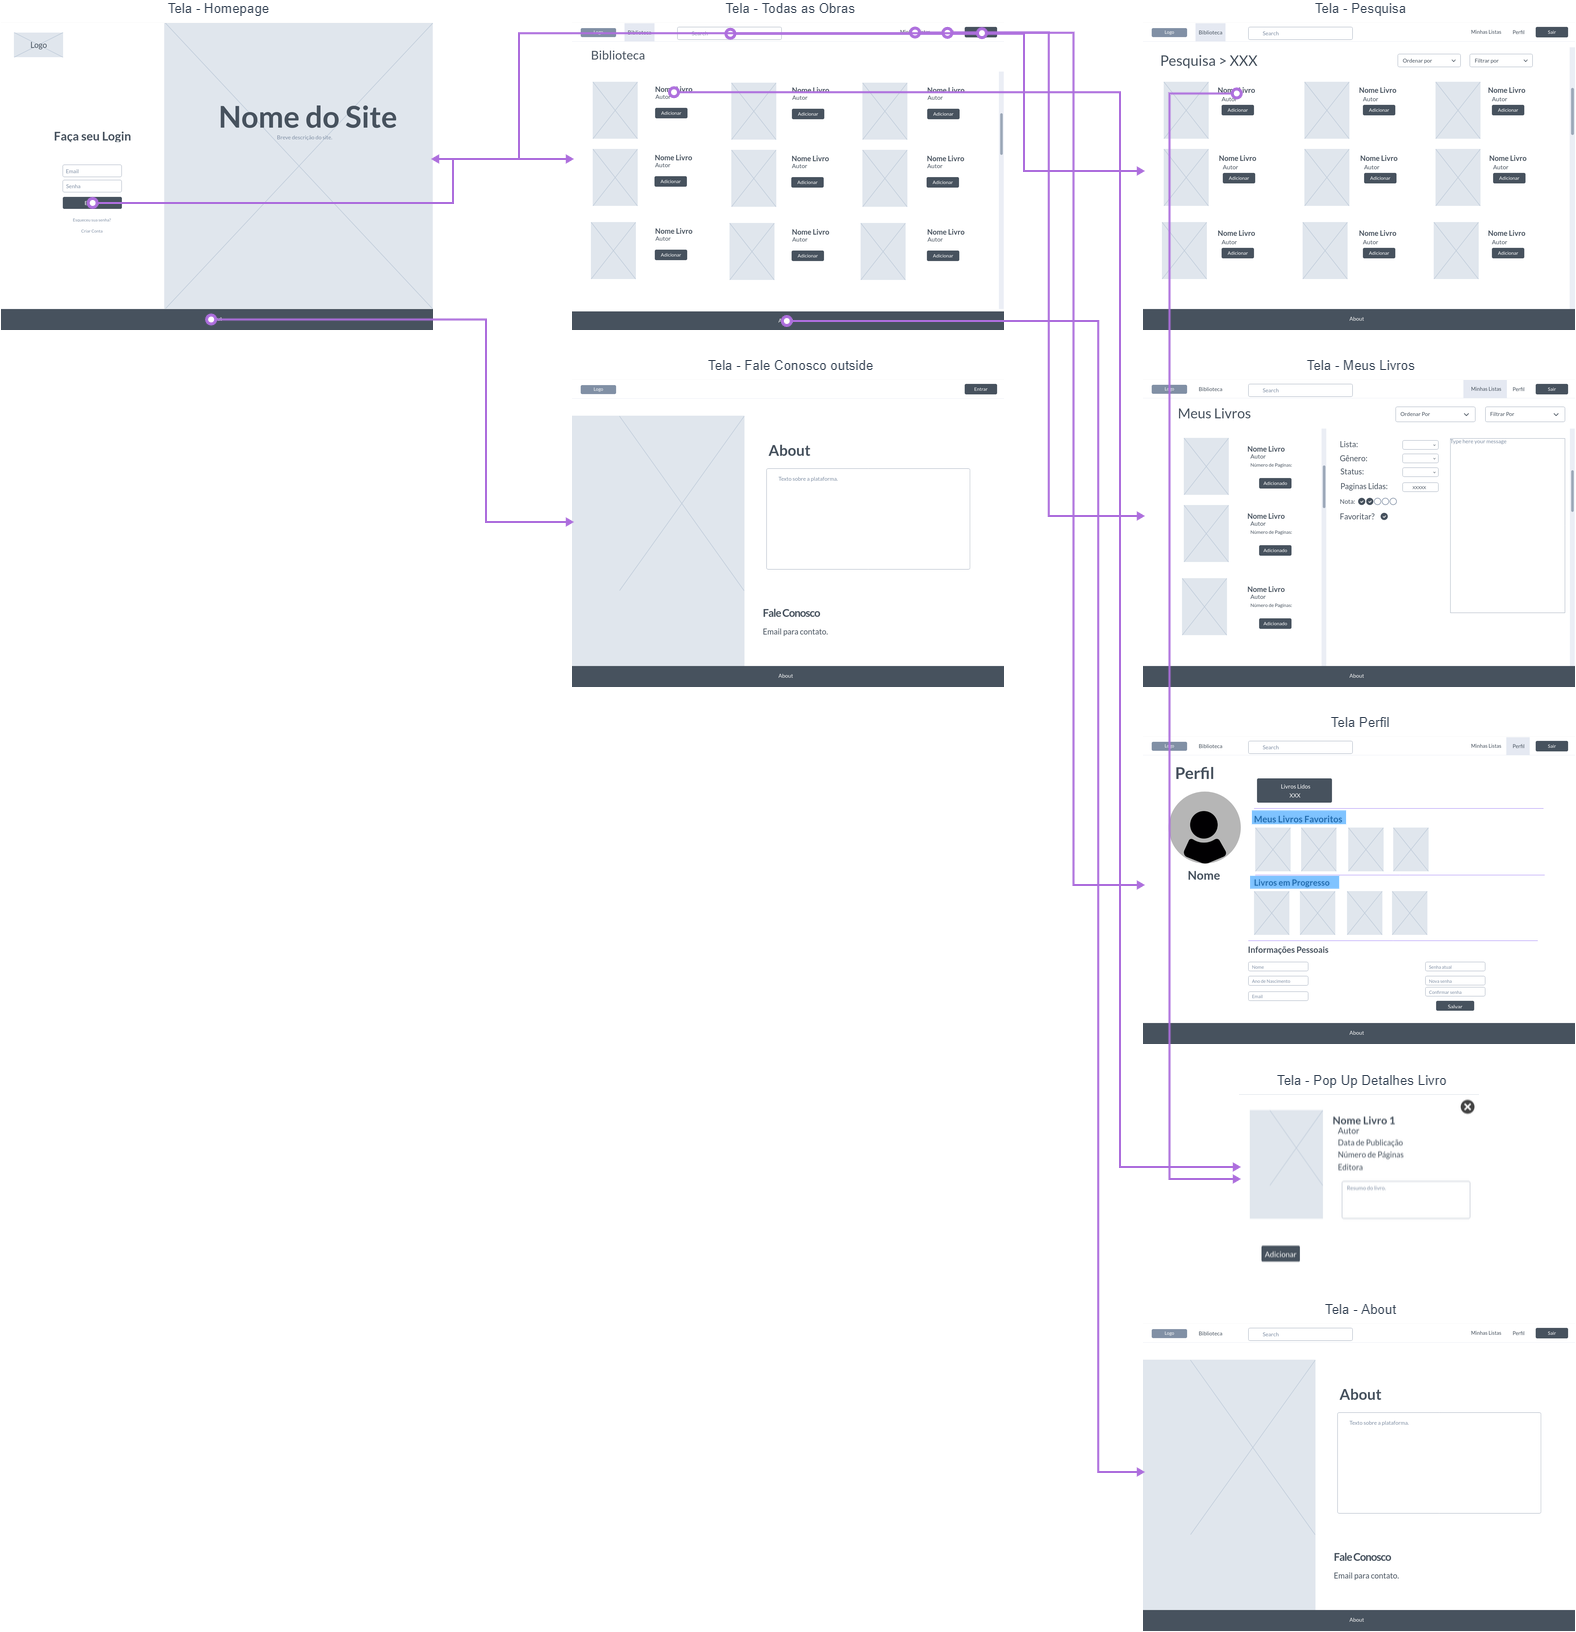 Tela - Homepage
Logo
Nome do Site
Breve descrição do site.
Faça seu Login
Email
Senha
Esqueceu sua senha?
Criar Conta
Tela - Todas as Obras
Logo
Biblioteca
Search
Biblioteca
Nome Livro
Autor
Adicionar
Nome Livro
Autor
Adicionar
Nome Livro
Autor
Adicionar
Nome Livro
Autor
Adicionar
Nome Livro
Autor
Adicionar
Nome Livro
Autor
Adicionar
Nome Livro
Autor
Adicionar
Nome Livro
Autor
Adicionar
Nome Livro
Autor
Adicionar
Tela - Pesquisa
Logo
Biblioteca
Search
Minhas Listas
Perfil
Sair
Pesquisa > XXX
Ordenar por
Filtrar por
Nome Livro
Autor
Adicionar
Nome Livro
Autor
Adicionar
Nome Livro
Autor
Adicionar
Nome Livro
Autor
Adicionar
Nome Livro
Autor
Adicionar
Nome Livro
Autor
Adicionar
Nome Livro
Autor
Adicionar
Nome Livro
Autor
Adicionar
Nome Livro
Autor
Adicionar
About
Tela - Fale Conosco outside
Logo
Entrar
About
Texto sobre a plataforma.
Fale Conosco
Email para contato.
About
Tela - Meus Livros
Logo
Biblioteca
Search
Minhas Listas
Perfil
Sair
Meus Livros
Ordenar Por
Filtrar Por
Nome Livro
Autor
Número de Paginas
Adicionado
Nome Livro
Autor
Número de Paginas
Adicionado
Nome Livro
Autor
Número de Paginas
Adicionado
Lista:
Gênero:
Status:
Paginas Lidas:
xxxxx
Nota:
Favoritar?
Type here your message
About
Tela Perfil
Logo
Biblioteca
Search
Minhas Listas
Perfil
Sair
Perfil
Nome
Livros Lidos
XXX
Meus Livros Favoritos
Livros em Progresso
Informações Pessoais
Nome
Ano de Nascimento
Email
Senha atual
Nova senha
Confirmar senha
Salvar
About
Tela - Pop Up Detalhes Livro
Nome Livro 1
Autor
Data de Publicação
Número de Páginas
Editora
Resumo do livro.
Adicionar
Tela - About
Logo
Biblioteca
Search
Minhas Listas
Perfil
Sair
About
Texto sobre a plataforma.
Fale Conosco
Email para contato.
About